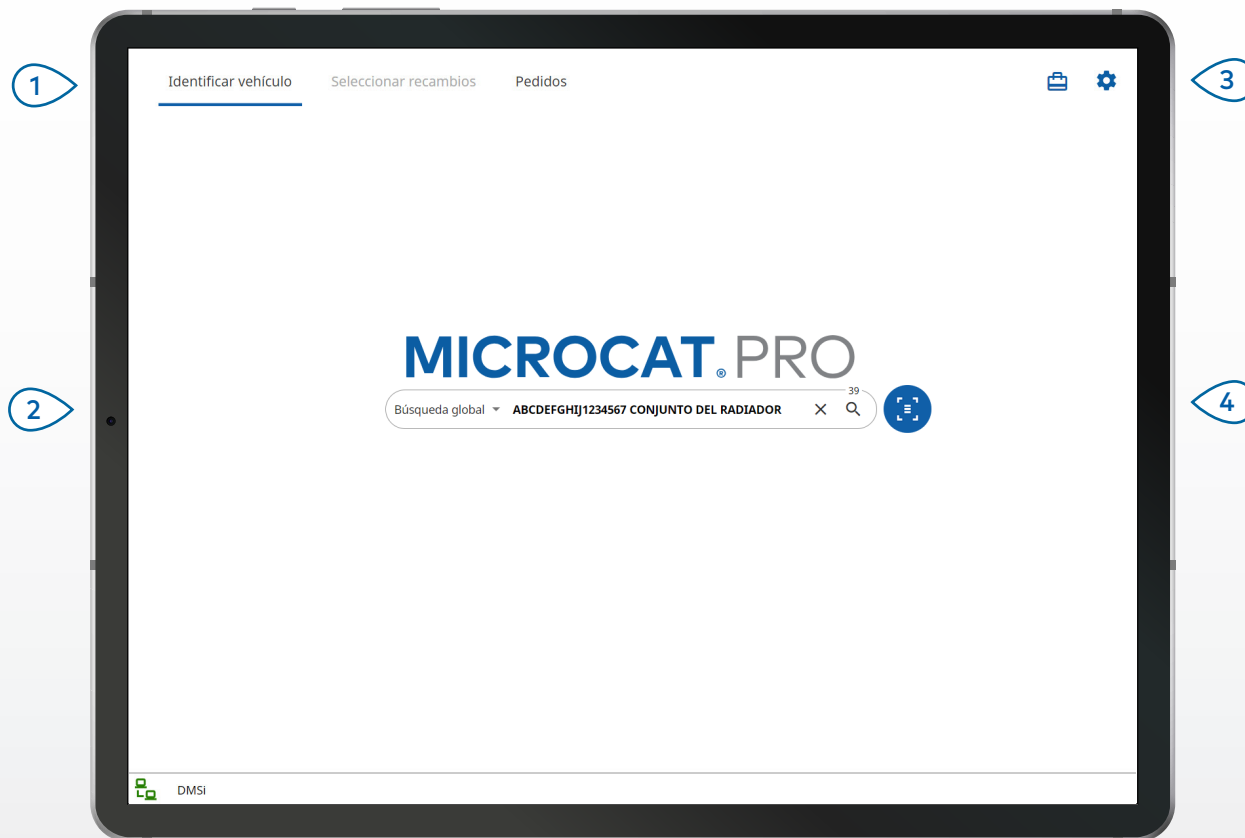 1
Identificar vehículo Seleccionar recambios Pedidos
3
MICROCAT® PRO
39
2
Búsqueda global ABCDEFGHIJ1234567 CONJUNTO DEL RADIADOR
4
DMSi